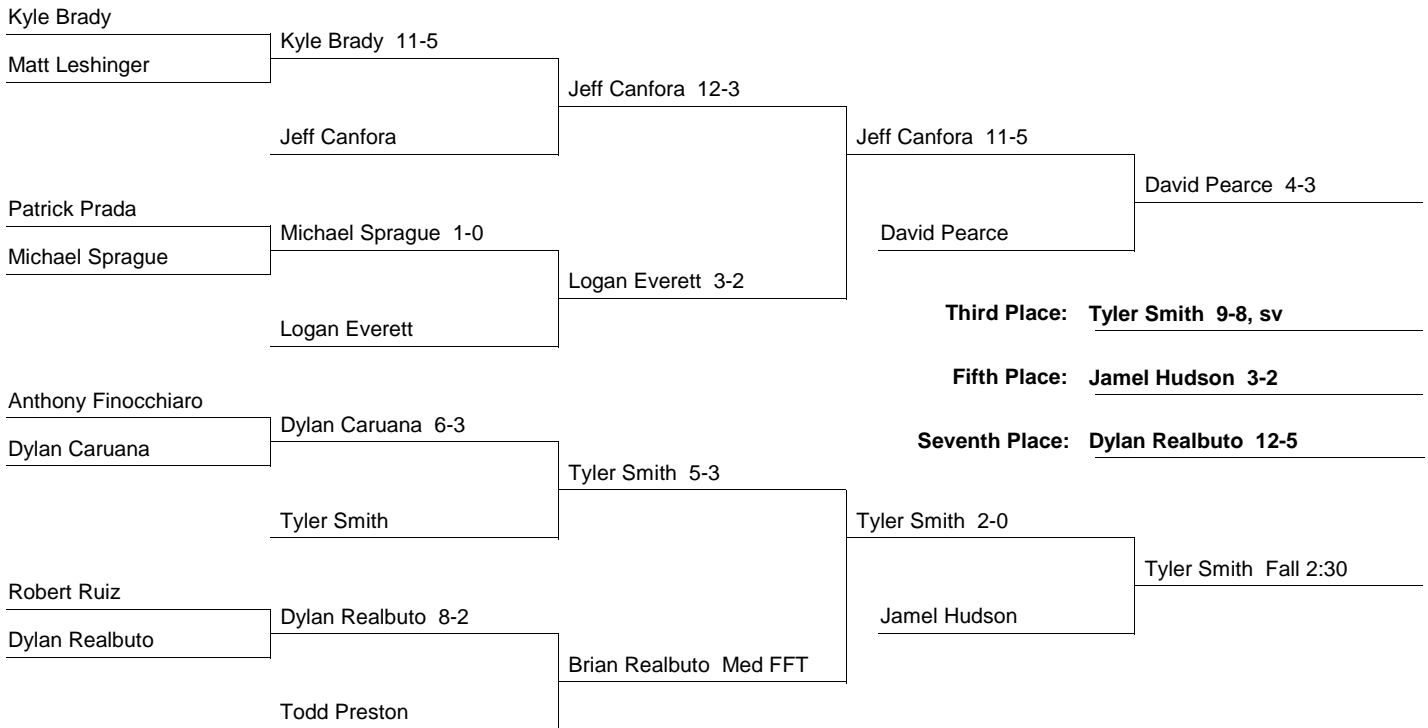 Kyle Brady
Kyle Brady 11-5
Matt Leshinger
Jeff Canfora 12-3
Jeff Canfora
Jeff Canfora 11-5
David Pearce 4-3
Patrick Prada
Michael Sprague 1-0
David Pearce
Michael Sprague
Logan Everett 3-2
Third Place: Tyler Smith 9-8, sv
Logan Everett
Fifth Place: Jamel Hudson 3-2
Anthony Finocchiaro
Dylan Caruana 6-3
Seventh Place: Dylan Realbuto 12-5
Dylan Caruana
Tyler Smith 5-3
Tyler Smith
Tyler Smith 2-0
Tyler Smith Fall 2:30
Robert Ruiz
Dylan Realbuto 8-2
Jamel Hudson
Dylan Realbuto
Brian Realbuto Med FFT
Todd Preston